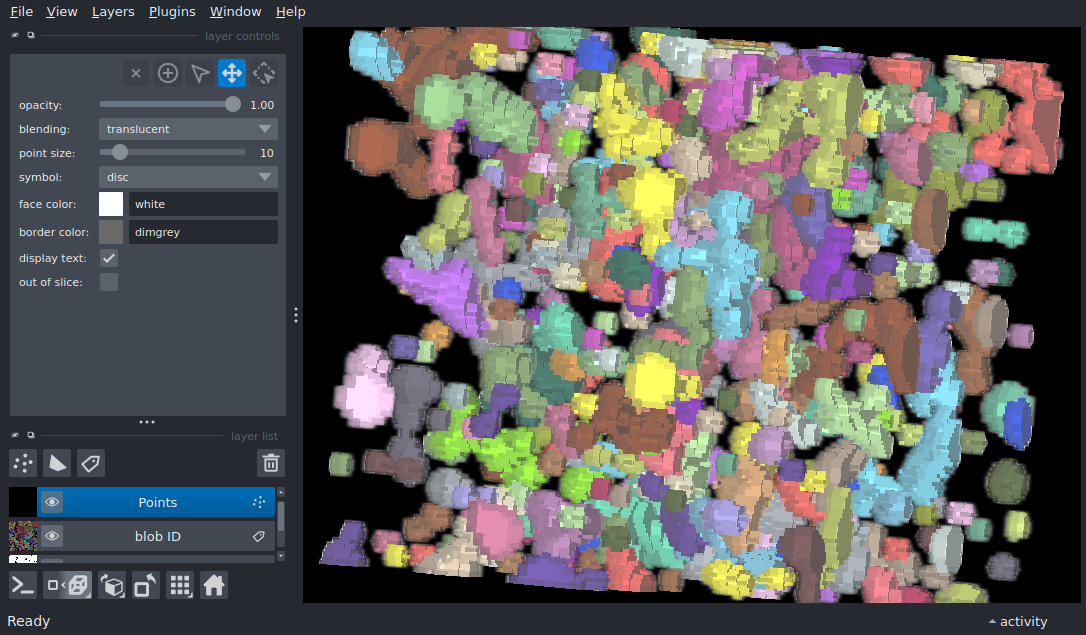 File View Layers Plugins Window Help
layer controls
opacity: 1.00
blending: translucent
point size: 10
symbol: disc
face color: white
border color: dimgrey
display text:
out of slice:
layer list
Points
blob ID
Ready
activity